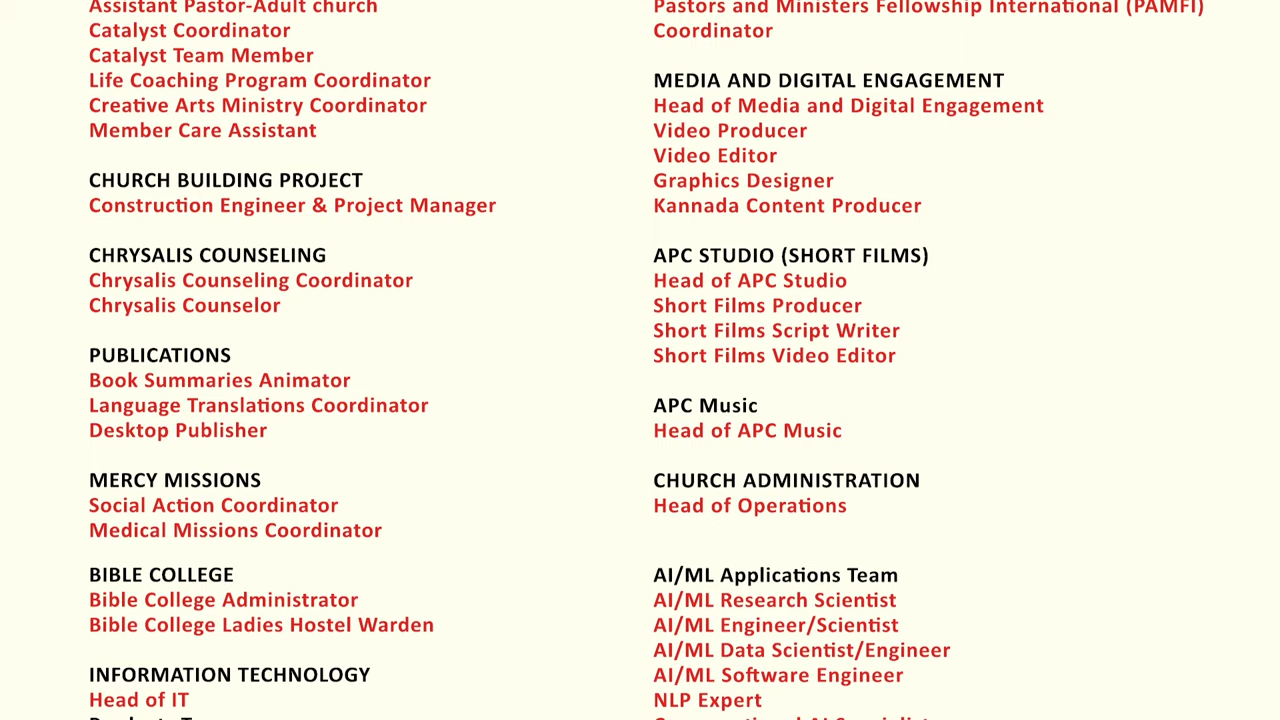 Assistant Pastor-Adult church
Catalyst Coordinator
Catalyst Team Member
Life Coaching Program Coordinator
Creative Arts Ministry Coordinator
Member Care Assistant
CHURCH BUILDING PROJECT
Construction Engineer & Project Manager
CHRYSALIS COUNSELING
Chrysalis Counseling Coordinator
Chrysalis Counselor
PUBLICATIONS
Book Summaries Animator
Language Translations Coordinator
Desktop Publisher
MERCY MISSIONS
Social Action Coordinator
Medical Missions Coordinator
BIBLE COLLEGE
Bible College Administrator
Bible College Ladies Hostel Warden
INFORMATION TECHNOLOGY
Head of IT
Pastors and Ministers Fellowship International (PAMFI)
Coordinator
MEDIA AND DIGITAL ENGAGEMENT
Head of Media and Digital Engagement
Video Producer
Video Editor
Graphics Designer
Kannada Content Producer
APC STUDIO (SHORT FILMS)
Head of APC Studio
Short Films Producer
Short Films Script Writer
Short Films Video Editor
APC Music
Head of APC Music
CHURCH ADMINISTRATION
Head of Operations
AI/ML Applications Team
AI/ML Research Scientist
AI/ML Engineer/Scientist
AI/ML Data Scientist/Engineer
AI/ML Software Engineer
NLP Expert